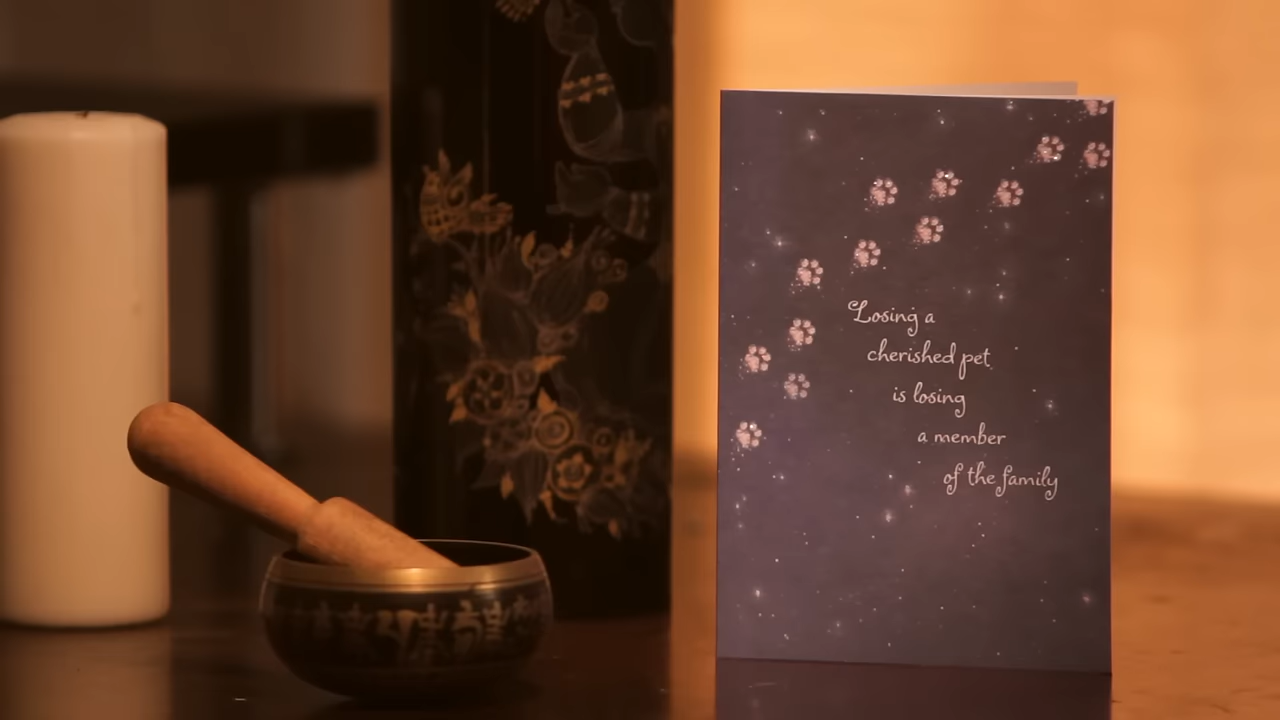 Losing a
cherished pet
is losing
a member
of the family